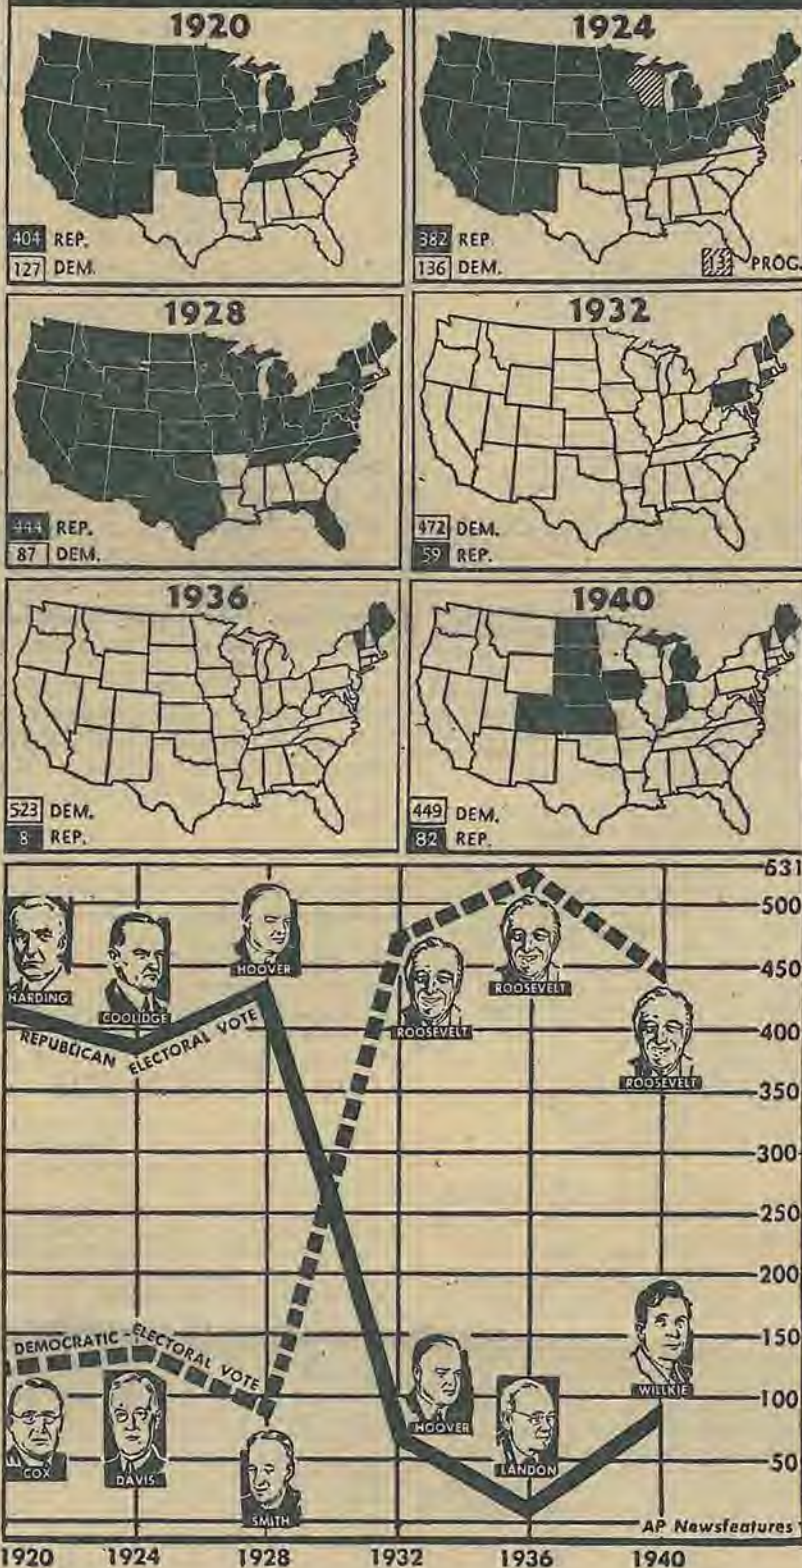 1920
404 REP.
127 DEM.
1924
382 REP.
136 DEM.
13 PROG.
1928
444 REP.
87 DEM.
1932
472 DEM.
59 REP.
1936
523 DEM.
8 REP.
1940
449 DEM.
82 REP.
531
500
450
400
350
300
250
200
150
100
50
HARDING
COOLIDGE
HOOVER
ROOSEVELT
ROOSEVELT
ROOSEVELT
REPUBLICAN ELECTORAL VOTE
DEMOCRATIC - ELECTORAL VOTE
COX
DAVIS
SMITH
HOOVER
LANDON
WILLKIE
AP Newsfeatures
1920 1924 1928 1932 1936 1940